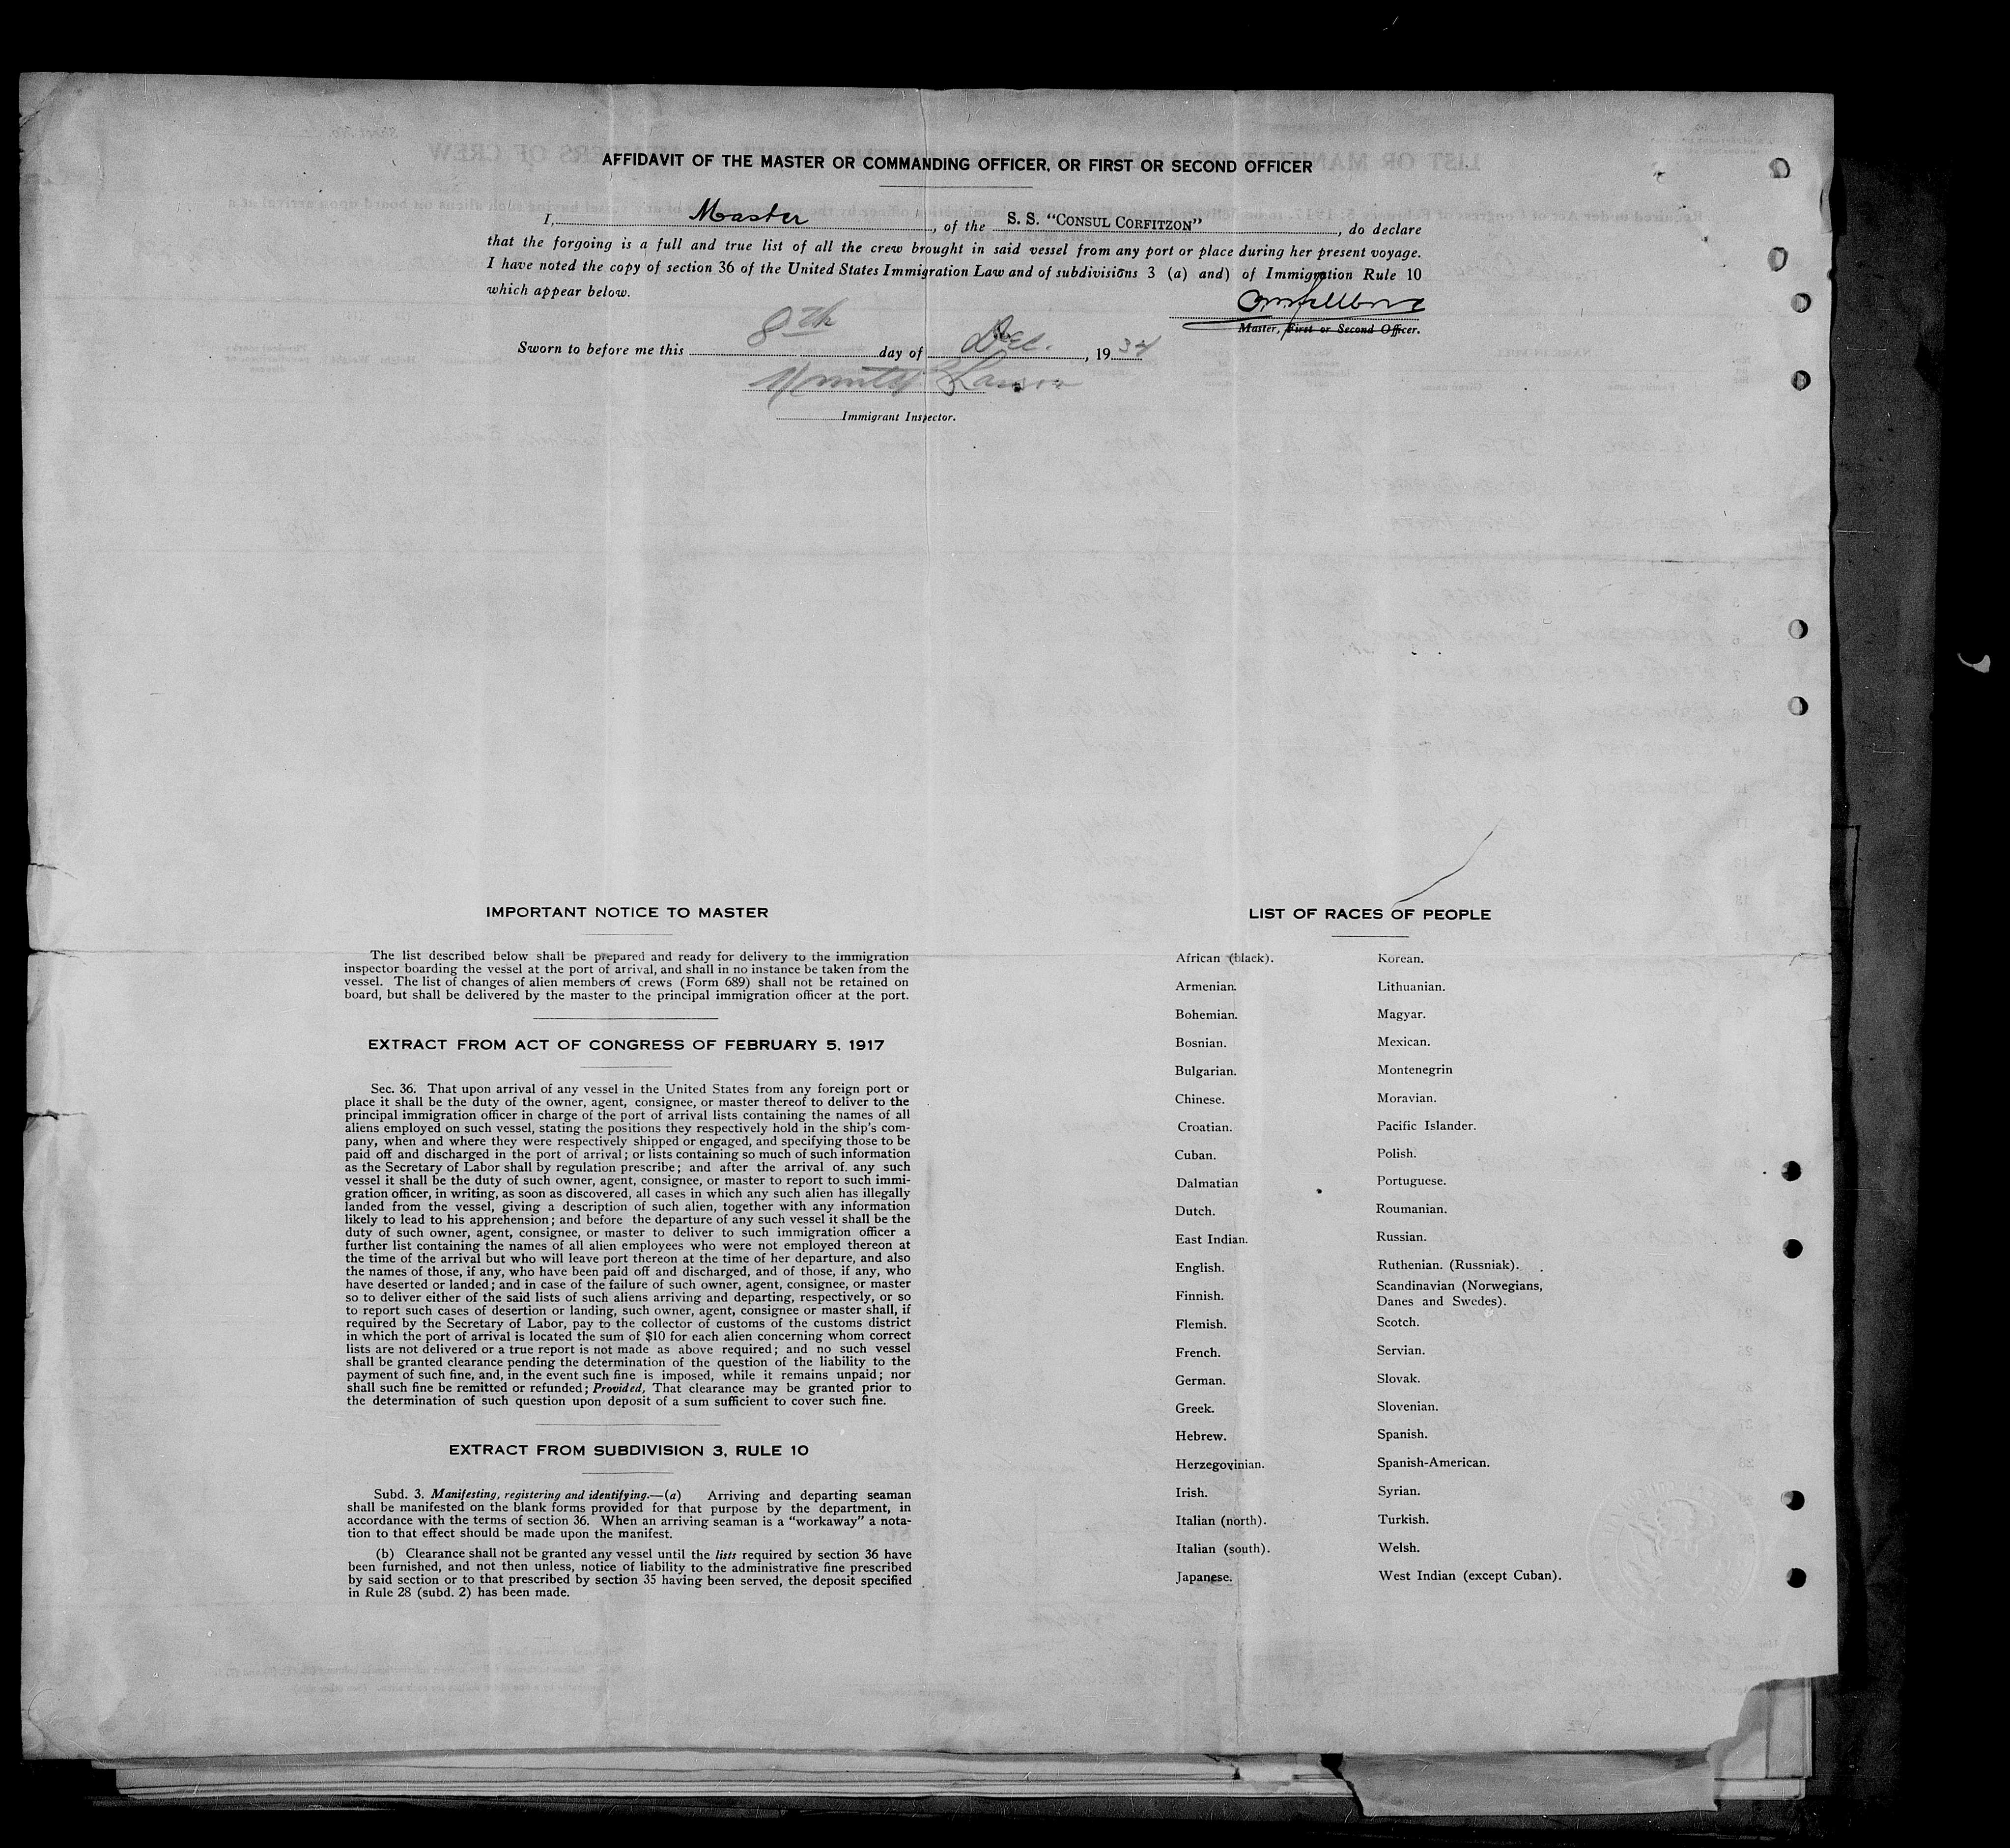 AFFIDAVIT OF THE MASTER OR COMMANDING OFFICER, OR FIRST OR SECOND OFFICER
I, Master, of the S. S. "CONSUL CORFITZON", do declare
that the forgoing is a full and true list of all the crew brought in said vessel from any port or place during her present voyage.
I have noted the copy of section 36 of the United States Immigration Law and of subdivisions 3 (a) and) of Immigration Rule 10
which appear below.
Master, First or Second Officer.
Sworn to before me this 8th day of Dec., 1934
Immigrant Inspector.
IMPORTANT NOTICE TO MASTER
The list described below shall be prepared and ready for delivery to the immigration
inspector boarding the vessel at the port of arrival, and shall in no instance be taken from the
vessel. The list of changes of alien members of crews (Form 689) shall not be retained on
board, but shall be delivered by the master to the principal immigration officer at the port.
EXTRACT FROM ACT OF CONGRESS OF FEBRUARY 5, 1917
Sec. 36. That upon arrival of any vessel in the United States from any foreign port or
place it shall be the duty of the owner, agent, consignee, or master thereof to deliver to the
principal immigration officer in charge of the port of arrival lists containing the names of all
aliens employed on such vessel, stating the positions they respectively hold in the ship's com-
pany, when and where they were respectively shipped or engaged, and specifying those to be
paid off and discharged in the port of arrival; or lists containing so much of such information
as the Secretary of Labor shall by regulation prescribe; and after the arrival of. any such
vessel it shall be the duty of such owner, agent, consignee, or master to report to such immi-
gration officer, in writing, as soon as discovered, all cases in which any such alien has illegally
landed from the vessel, giving a description of such alien, together with any information
likely to lead to his apprehension; and before the departure of any such vessel it shall be the
duty of such owner, agent, consignee, or master to deliver to such immigration officer a
further list containing the names of all alien employees who were not employed thereon at
the time of the arrival but who will leave port thereon at the time of her departure, and also
the names of those, if any, who have been paid off and discharged, and of those, if any, who
have deserted or landed; and in case of the failure of such owner, agent, consignee, or master
so to deliver either of the said lists of such aliens arriving and departing, respectively, or so
to report such cases of desertion or landing, such owner, agent, consignee or master shall, if
required by the Secretary of Labor, pay to the collector of customs of the customs district
in which the port of arrival is located the sum of $10 for each alien concerning whom correct
lists are not delivered or a true report is not made as above required; and no such vessel
shall be granted clearance pending the determination of the question of the liability to the
payment of such fine, and, in the event such fine is imposed, while it remains unpaid; nor
shall such fine be remitted or refunded; Provided, That clearance may be granted prior to
the determination of such question upon deposit of a sum sufficient to cover such fine.
EXTRACT FROM SUBDIVISION 3, RULE 10
Subd. 3. Manifesting, registering and identifying.—(a) Arriving and departing seaman
shall be manifested on the blank forms provided for that purpose by the department, in
accordance with the terms of section 36. When an arriving seaman is a "workaway" a nota-
tion to that effect should be made upon the manifest.
(b) Clearance shall not be granted any vessel until the lists required by section 36 have
been furnished, and not then unless, notice of liability to the administrative fine prescribed
by said section or to that prescribed by section 35 having been served, the deposit specified
in Rule 28 (subd. 2) has been made.
LIST OF RACES OF PEOPLE
African (black).
Armenian.
Bohemian.
Bosnian.
Bulgarian.
Chinese.
Croatian.
Cuban.
Dalmatian
Dutch.
East Indian.
English.
Finnish.
Flemish.
French.
German.
Greek.
Hebrew.
Herzegovinian.
Irish.
Italian (north).
Italian (south).
Japanese.
Korean.
Lithuanian.
Magyar.
Mexican.
Montenegrin
Moravian.
Pacific Islander.
Polish.
Portuguese.
Roumanian.
Russian.
Ruthenian. (Russniak).
Scandinavian (Norwegians,
Danes and Swedes).
Scotch.
Servian.
Slovak.
Slovenian.
Spanish.
Spanish-American.
Syrian.
Turkish.
Welsh.
West Indian (except Cuban).